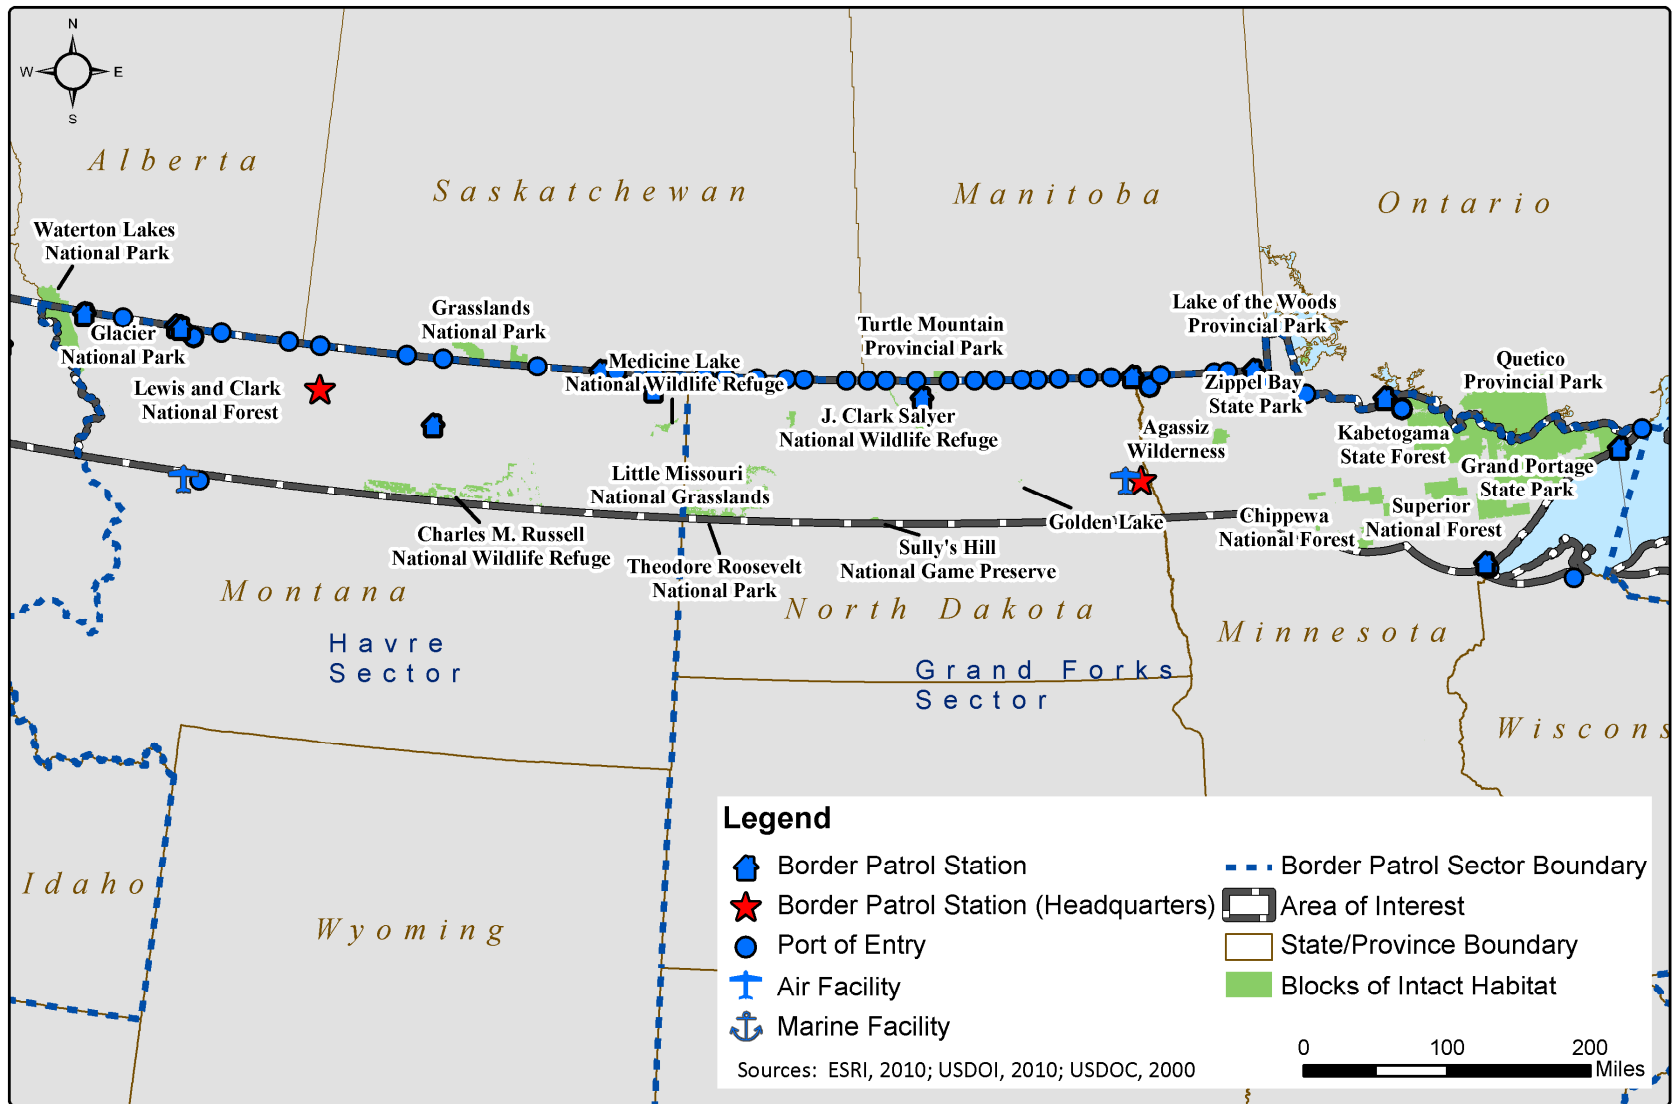 N
W E
S
Alberta
Saskatchewan
Manitoba
Ontario
Waterton Lakes
National Park
Glacier
National Park
Grasslands
National Park
Lewis and Clark
National Forest
Medicine Lake
National Wildlife Refuge
Turtle Mountain
Provincial Park
Lake of the Woods
Provincial Park
Quetico
Provincial Park
Zippel Bay
State Park
J. Clark Salyer
National Wildlife Refuge
Agassiz
Wilderness
Kabetogama
State Forest
Grand Portage
State Park
Little Missouri
National Grasslands
Superior
National Forest
Chippewa
National Forest
Golden Lake
Charles M. Russell
National Wildlife Refuge
Sully's Hill
National Game Preserve
Theodore Roosevelt
National Park
Montana
North Dakota
Minnesota
Havre
Sector
Grand Forks
Sector
Wiscons
Idaho
Wyoming
Legend
Border Patrol Station
Border Patrol Station (Headquarters)
Port of Entry
Air Facility
Marine Facility
Border Patrol Sector Boundary
Area of Interest
State/Province Boundary
Blocks of Intact Habitat
Sources: ESRI, 2010; USDOI, 2010; USDOC, 2000
0 100 200
Miles